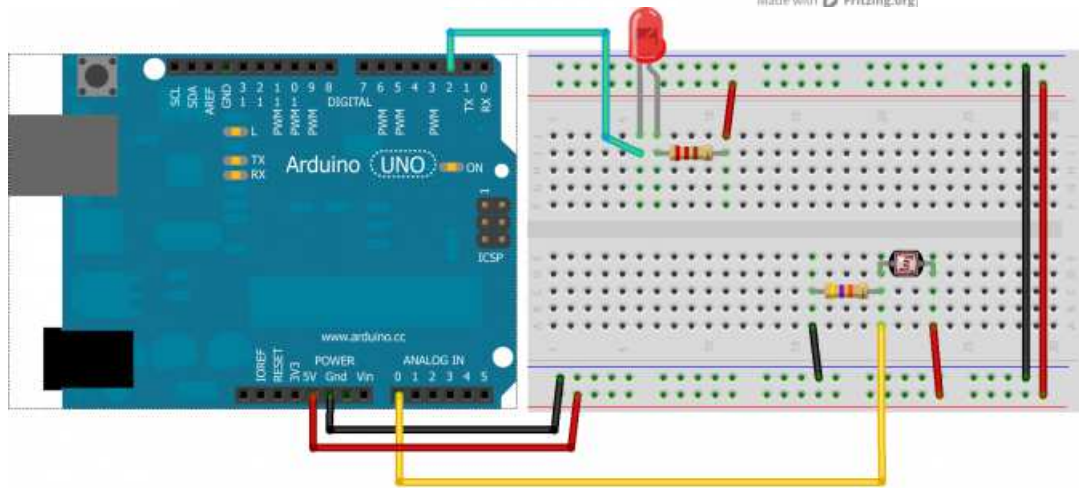 Made with Fritzing.org
SCL
SDA
AREF
GND
13
12
PWM 11
PWM 10
PWM 9
8
DIGITAL
7
PWM 6
PWM 5
4
PWM 3
2
TX 1
RX 0
L
TX
RX
Arduino UNO
ON
1
ICSP
www.arduino.cc
POWER
ANALOG IN
IOREF
RESET
3V3
5V Gnd Vin
0 1 2 3 4 5